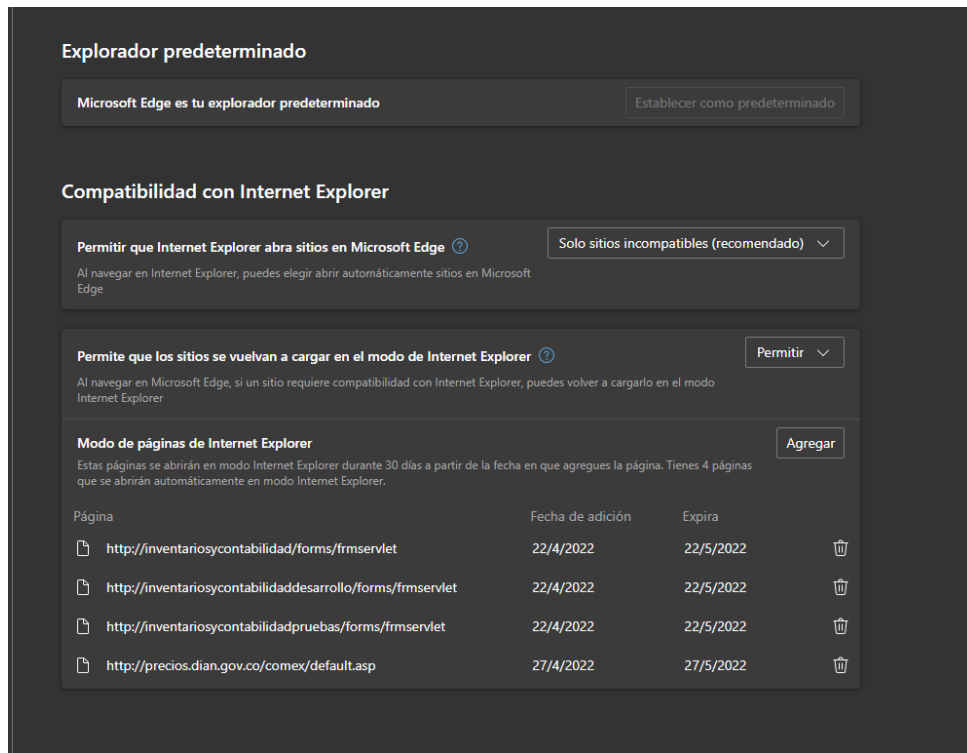 Explorador predeterminado
Microsoft Edge es tu explorador predeterminado
Establecer como predeterminado
Compatibilidad con Internet Explorer
Permitir que Internet Explorer abra sitios en Microsoft Edge
Solo sitios incompatibles (recomendado)
Al navegar en Internet Explorer, puedes elegir abrir automáticamente sitios en Microsoft
Edge
Permite que los sitios se vuelvan a cargar en el modo de Internet Explorer
Permitir
Al navegar en Microsoft Edge, si un sitio requiere compatibilidad con Internet Explorer, puedes volver a cargarlo en el modo
Internet Explorer
Modo de páginas de Internet Explorer
Agregar
Estas páginas se abrirán en modo Internet Explorer durante 30 días a partir de la fecha en que agregues la página. Tienes 4 páginas
que se abrirán automáticamente en modo Internet Explorer.
Página Fecha de adición Expira
http://inventariosycontabilidad/forms/frmservlet 22/4/2022 22/5/2022
http://inventariosycontabilidaddesarrollo/forms/frmservlet 22/4/2022 22/5/2022
http://inventariosycontabilidadpruebas/forms/frmservlet 22/4/2022 22/5/2022
http://precios.dian.gov.co/comex/default.asp 27/4/2022 27/5/2022